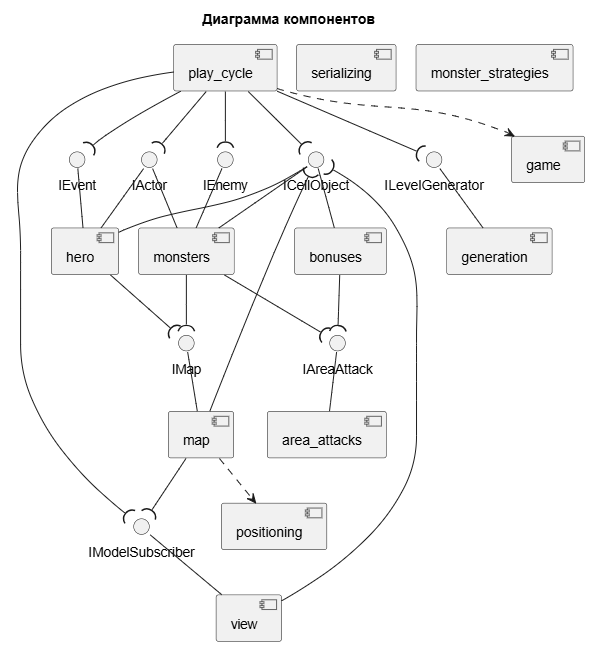 Диаграмма компонентов
play_cycle
serializing
monster_strategies
game
IEvent
IActor
IEnemy
ICellObject
ILevelGenerator
hero
monsters
bonuses
generation
IMap
IAreaAttack
map
area_attacks
positioning
IModelSubscriber
view